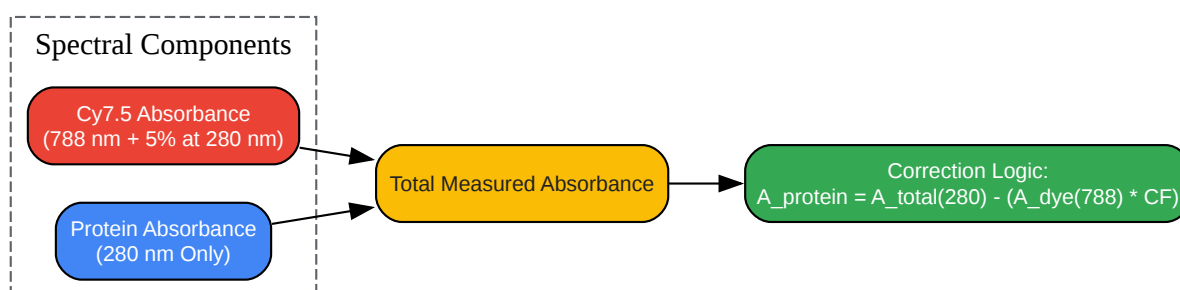 Spectral Components
Cy7.5 Absorbance
(788 nm + 5% at 280 nm)
Protein Absorbance
(280 nm Only)
Total Measured Absorbance
Correction Logic:
A_protein = A_total(280) - (A_dye(788) * CF)